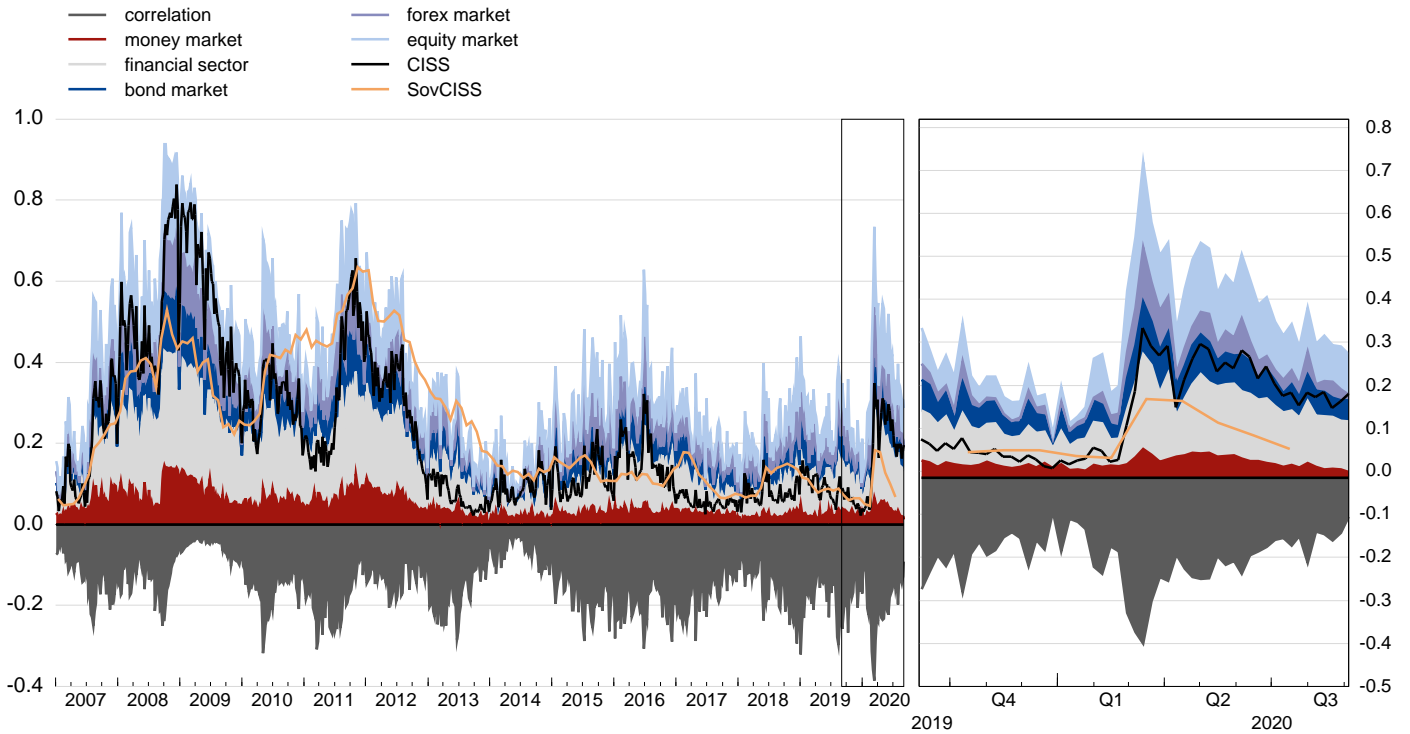 correlation
money market
financial sector
bond market
forex market
equity market
CISS
SovCISS
1.0
0.8
0.6
0.4
0.2
0.0
-0.2
-0.4
2007 2008 2009 2010 2011 2012 2013 2014 2015 2016 2017 2018 2019 2020
0.8
0.7
0.6
0.5
0.4
0.3
0.2
0.1
0.0
-0.1
-0.2
-0.3
-0.4
-0.5
Q4 Q1 Q2 Q3
2019 2020